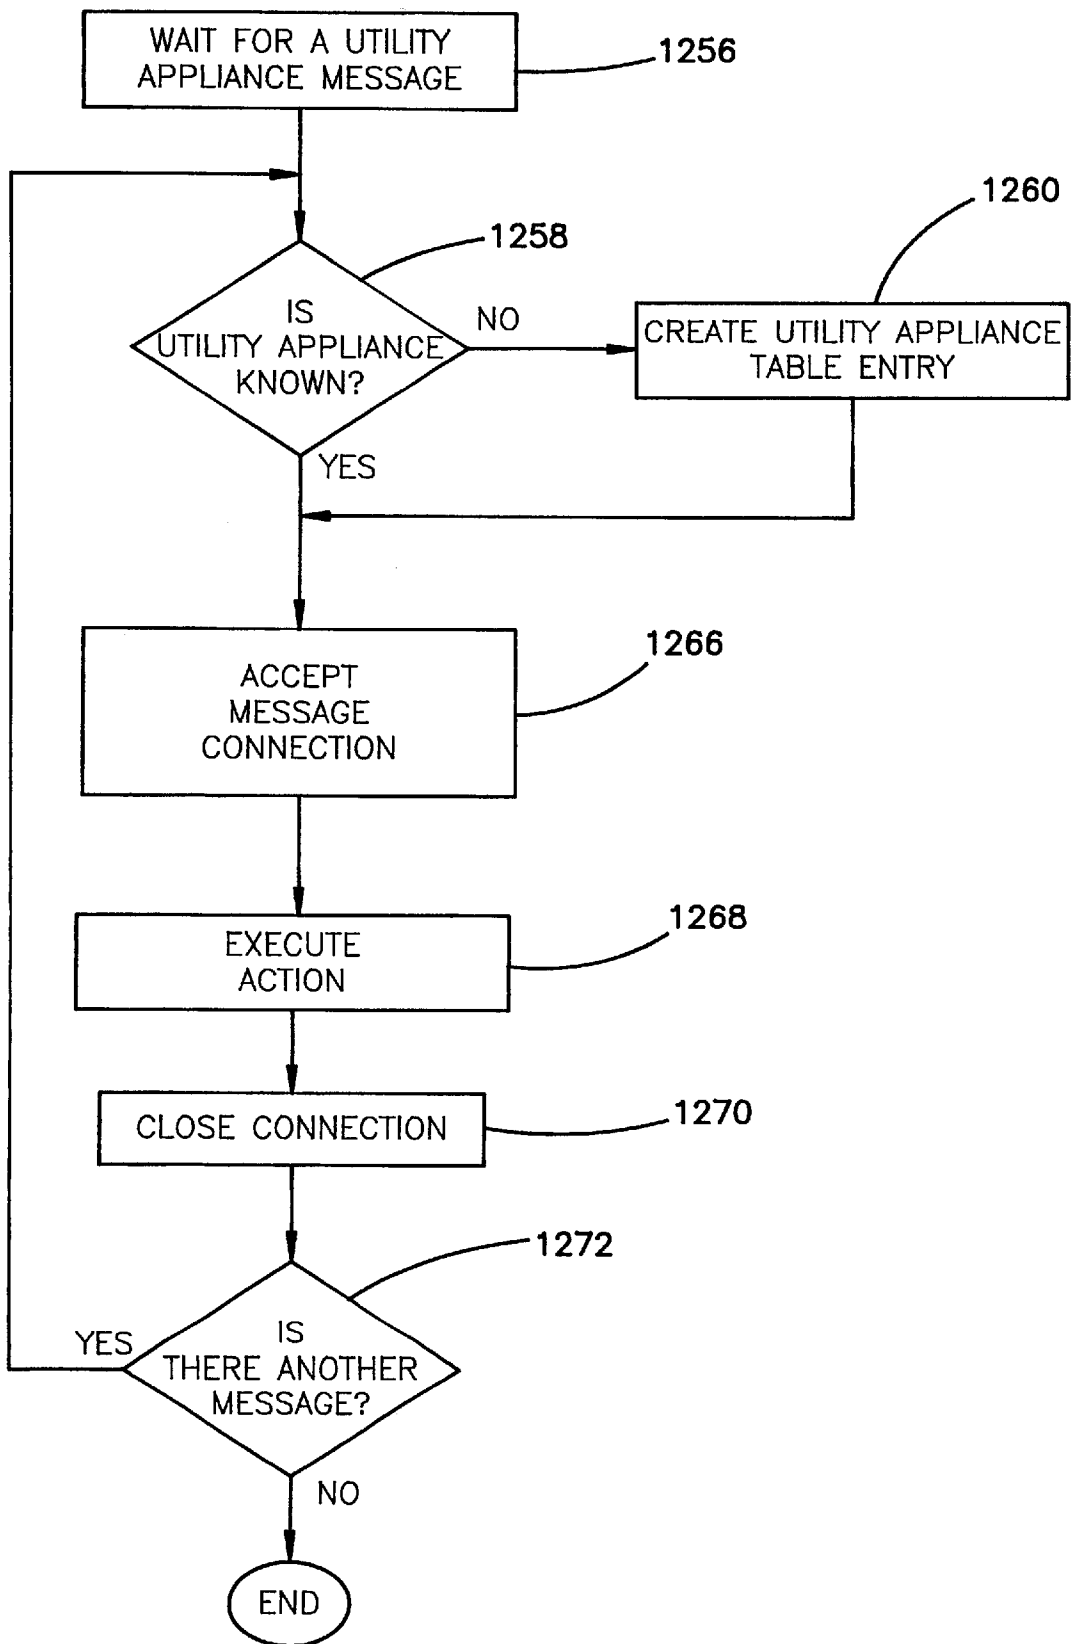 WAIT FOR A UTILITY
APPLIANCE MESSAGE
1256
1260
1258
IS
UTILITY APPLIANCE
KNOWN?
NO
CREATE UTILITY APPLIANCE
TABLE ENTRY
YES
1266
ACCEPT
MESSAGE
CONNECTION
1268
EXECUTE
ACTION
1270
CLOSE CONNECTION
1272
YES
IS
THERE ANOTHER
MESSAGE?
NO
END